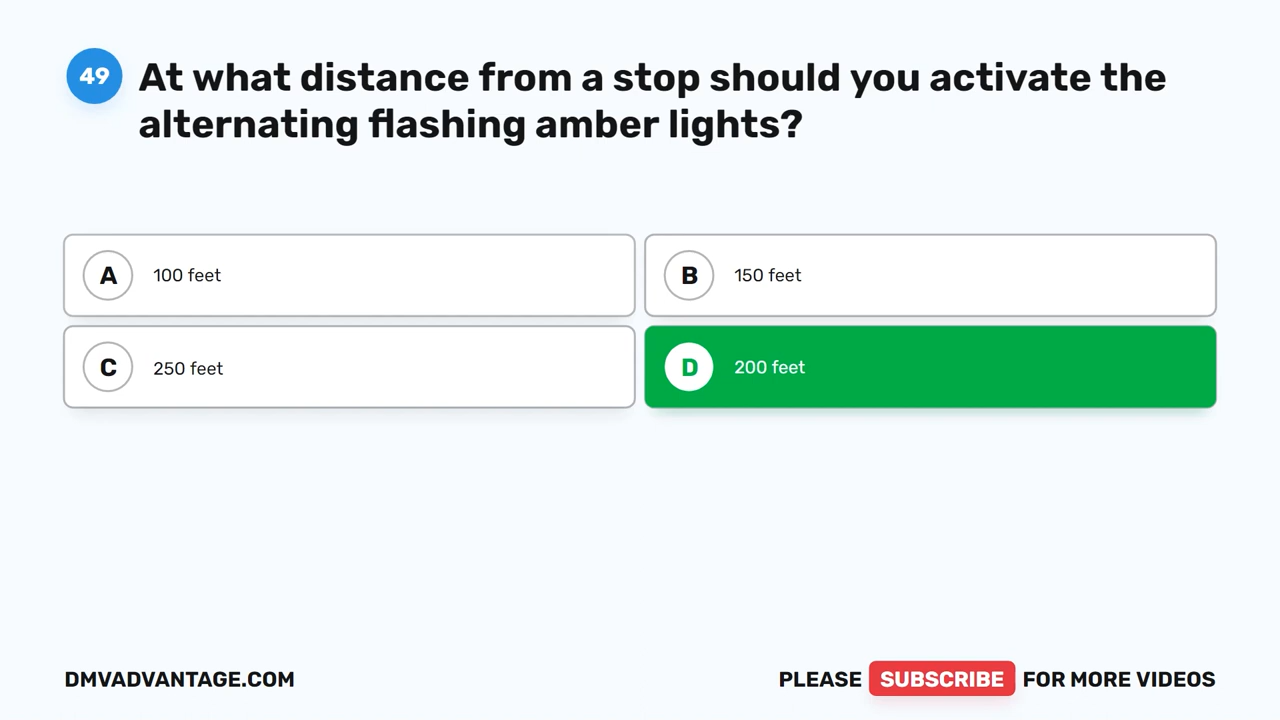 49
At what distance from a stop should you activate the
alternating flashing amber lights?
A 100 feet
B 150 feet
C 250 feet
D 200 feet
DMVADVANTAGE.COM
PLEASE SUBSCRIBE FOR MORE VIDEOS